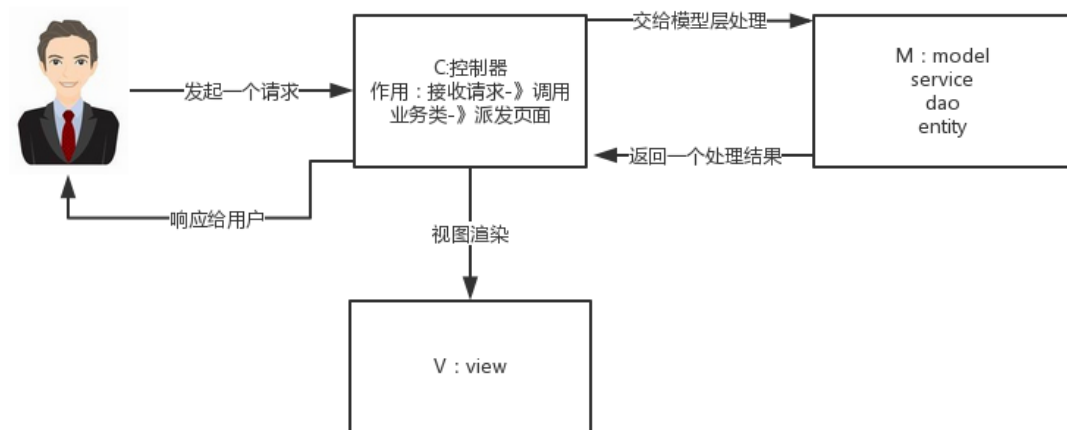 交给模型层处理
C:控制器
作用：接收请求-》调用
业务类-》派发页面
M：model
service
dao
entity
发起一个请求
返回一个处理结果
响应给用户
视图渲染
V：view